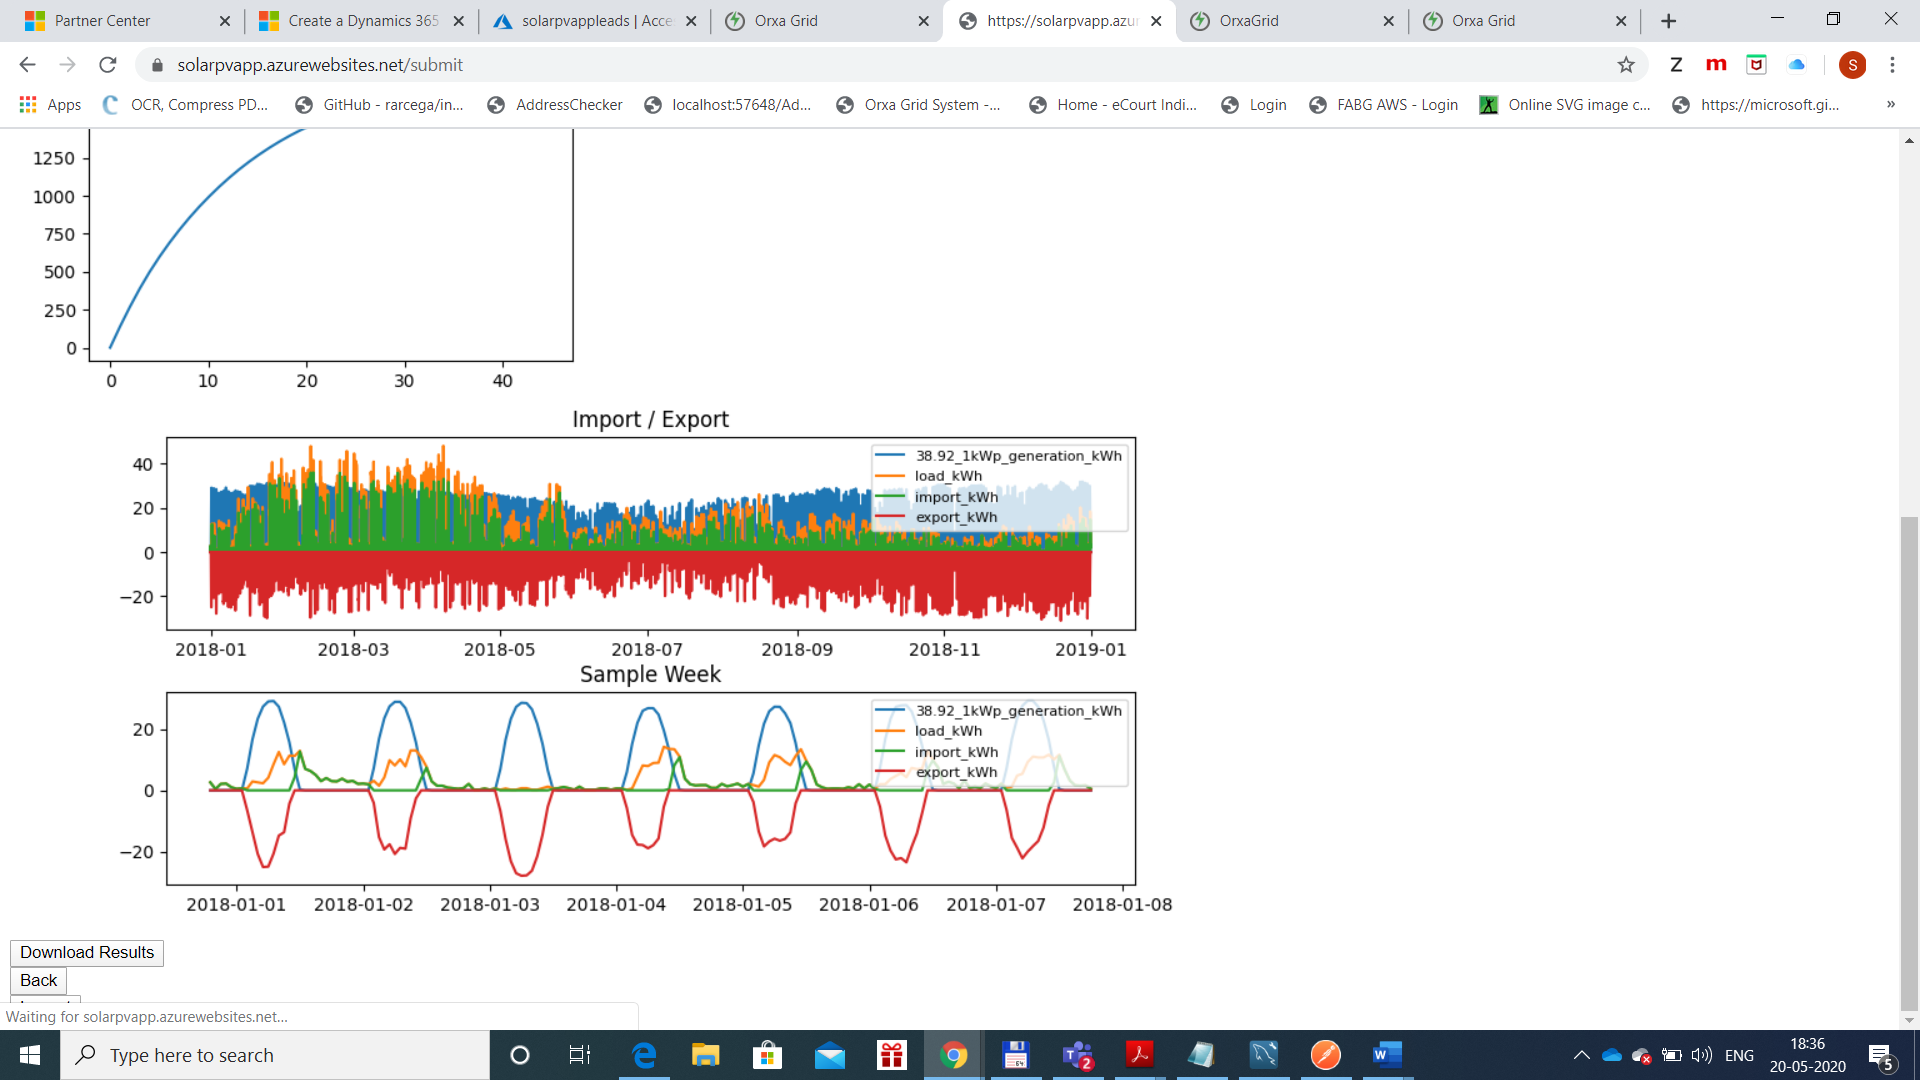 Partner Center
Create a Dynamics 365
solarpvappleads | Acce
Orxa Grid
https://solarpvapp.azur
OrxaGrid
Orxa Grid
solarpvapp.azurewebsites.net/submit
Z
m
S
Apps
OCR, Compress PD...
GitHub - rarcega/in...
AddressChecker
localhost:57648/Ad...
Orxa Grid System -...
Home - eCourt Indi...
Login
FABG AWS - Login
Online SVG image c...
https://microsoft.gi...
»
1250
1000
750
500
250
0
0 10 20 30 40
Import / Export
40
20
0
−20
38.92_1kWp_generation_kWh
load_kWh
import_kWh
export_kWh
2018-01 2018-03 2018-05 2018-07 2018-09 2018-11 2019-01
Sample Week
20
0
−20
38.92_1kWp_generation_kWh
load_kWh
import_kWh
export_kWh
2018-01-01 2018-01-02 2018-01-03 2018-01-04 2018-01-05 2018-01-06 2018-01-07 2018-01-08
Download Results
Back
Waiting for solarpvapp.azurewebsites.net...
Type here to search
64
2
ENG
18:36
20-05-2020
5